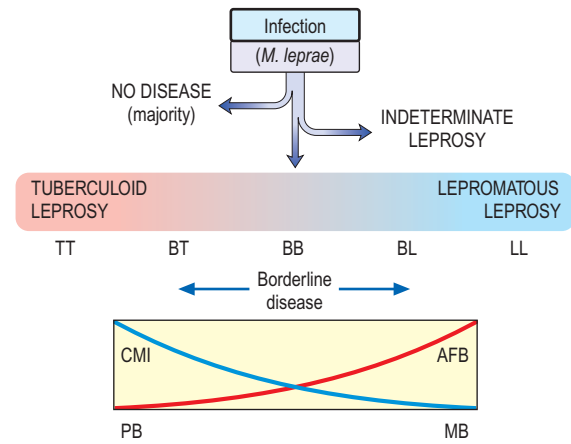 Infection
(M. leprae)
NO DISEASE
(majority)
INDETERMINATE
LEPROSY
TUBERCULOID
LEPROSY
LEPROMATOUS
LEPROSY
TT BT BB BL LL
Borderline
disease
CMI AFB
PB MB